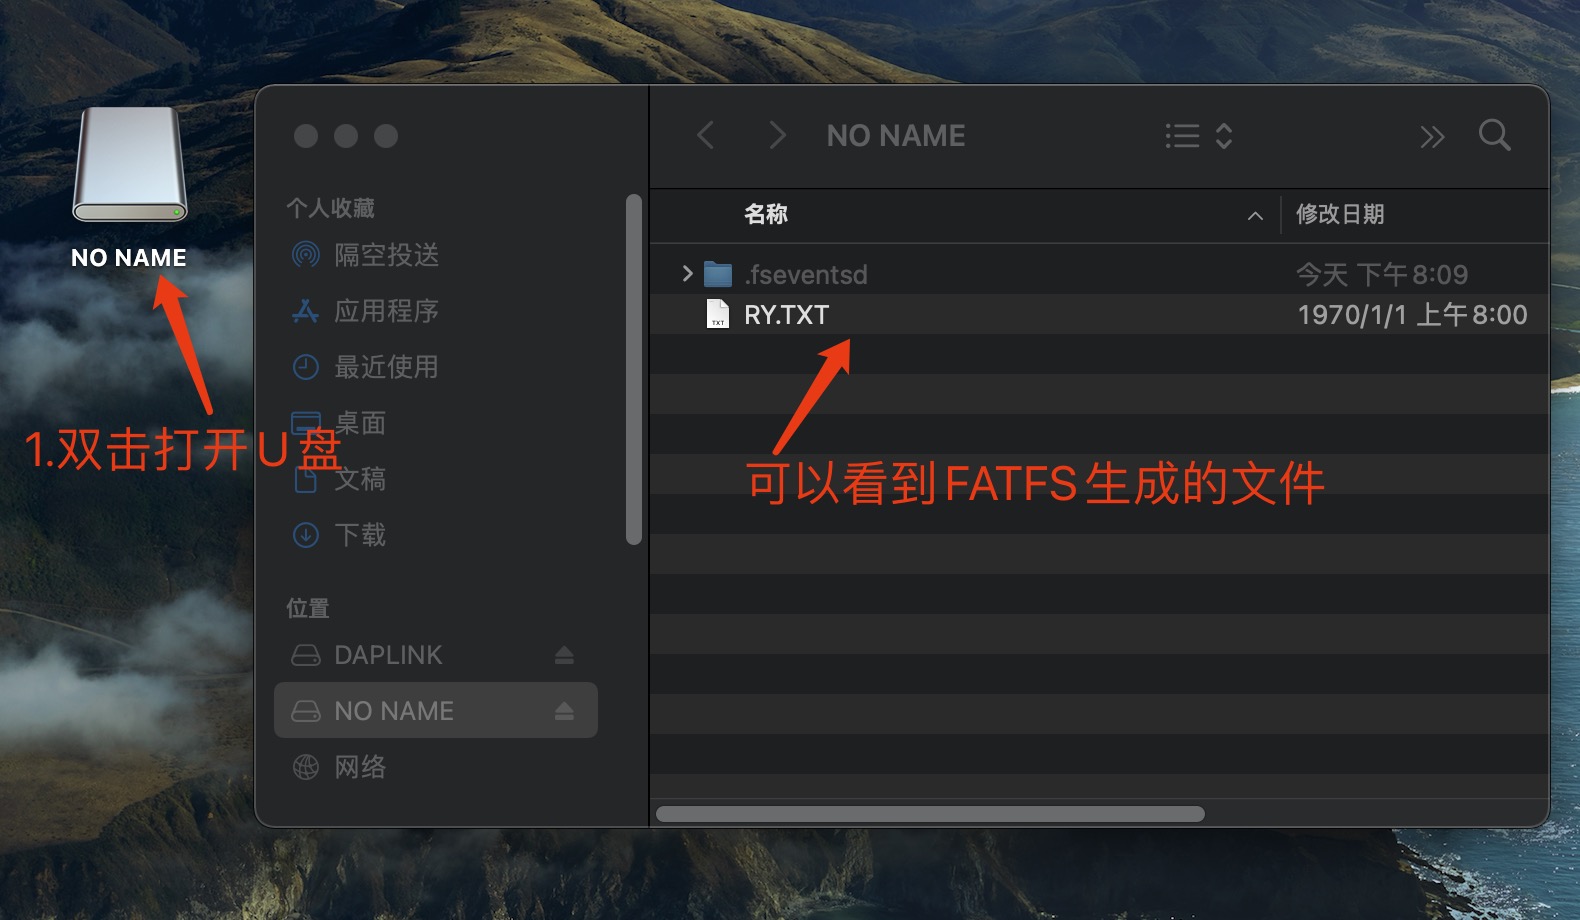 NO NAME
1.双击打开U盘
个人收藏
隔空投送
应用程序
最近使用
桌面
文稿
下载
位置
DAPLINK
NO NAME
网络
NO NAME
名称 修改日期
.fseventsd 今天 下午8:09
TXT RY.TXT 1970/1/1 上午8:00
可以看到FATFS生成的文件